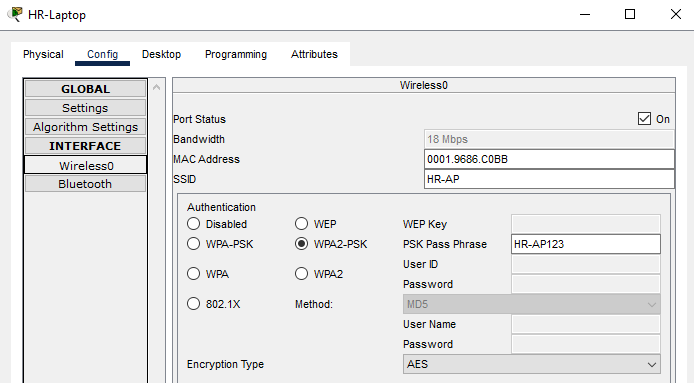 HR-Laptop
Physical Config Desktop Programming Attributes
GLOBAL
Settings
Algorithm Settings
INTERFACE
Wireless0
Bluetooth
Wireless0
Port Status On
Bandwidth 18 Mbps
MAC Address 0001.9686.C0BB
SSID HR-AP
Authentication
Disabled WEP WEP Key
WPA-PSK WPA2-PSK PSK Pass Phrase HR-AP123
User ID
WPA WPA2
Password
802.1X Method: MD5
User Name
Password
Encryption Type AES